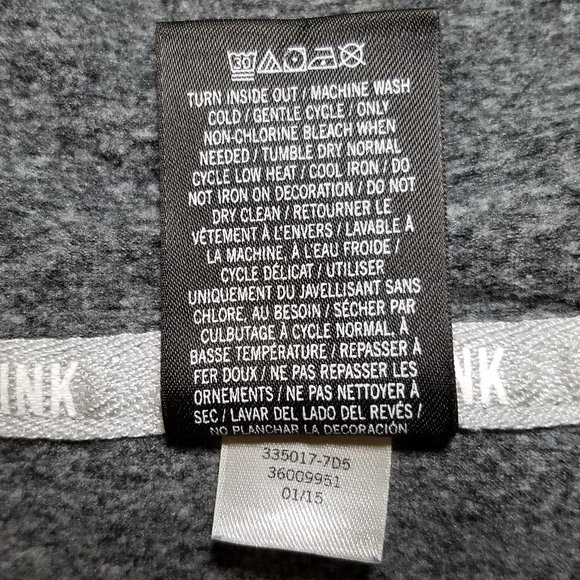 30
TURN INSIDE OUT / MACHINE WASH
COLD / GENTLE CYCLE / ONLY
NON-CHLORINE BLEACH WHEN
NEEDED / TUMBLE DRY NORMAL
CYCLE LOW HEAT / COOL IRON / DO
NOT IRON ON DECORATION / DO NOT
DRY CLEAN / RETOURNER LE
VÊTEMENT À L'ENVERS / LAVABLE À
LA MACHINE, À L'EAU FROIDE /
CYCLE DÉLICAT / UTILISER
UNIQUEMENT DU JAVELLISANT SANS
CHLORE, AU BESOIN / SÉCHER PAR
CULBUTAGE À CYCLE NORMAL, À
BASSE TEMPÉRATURE / REPASSER À
FER DOUX / NE PAS REPASSER LES
ORNEMENTS / NE PAS NETTOYER À
SEC / LAVAR DEL LADO DEL REVÉS /
NO PLANCHAR LA DECORACIÓN
INK
NK
335017-7D5
36009951
01/15